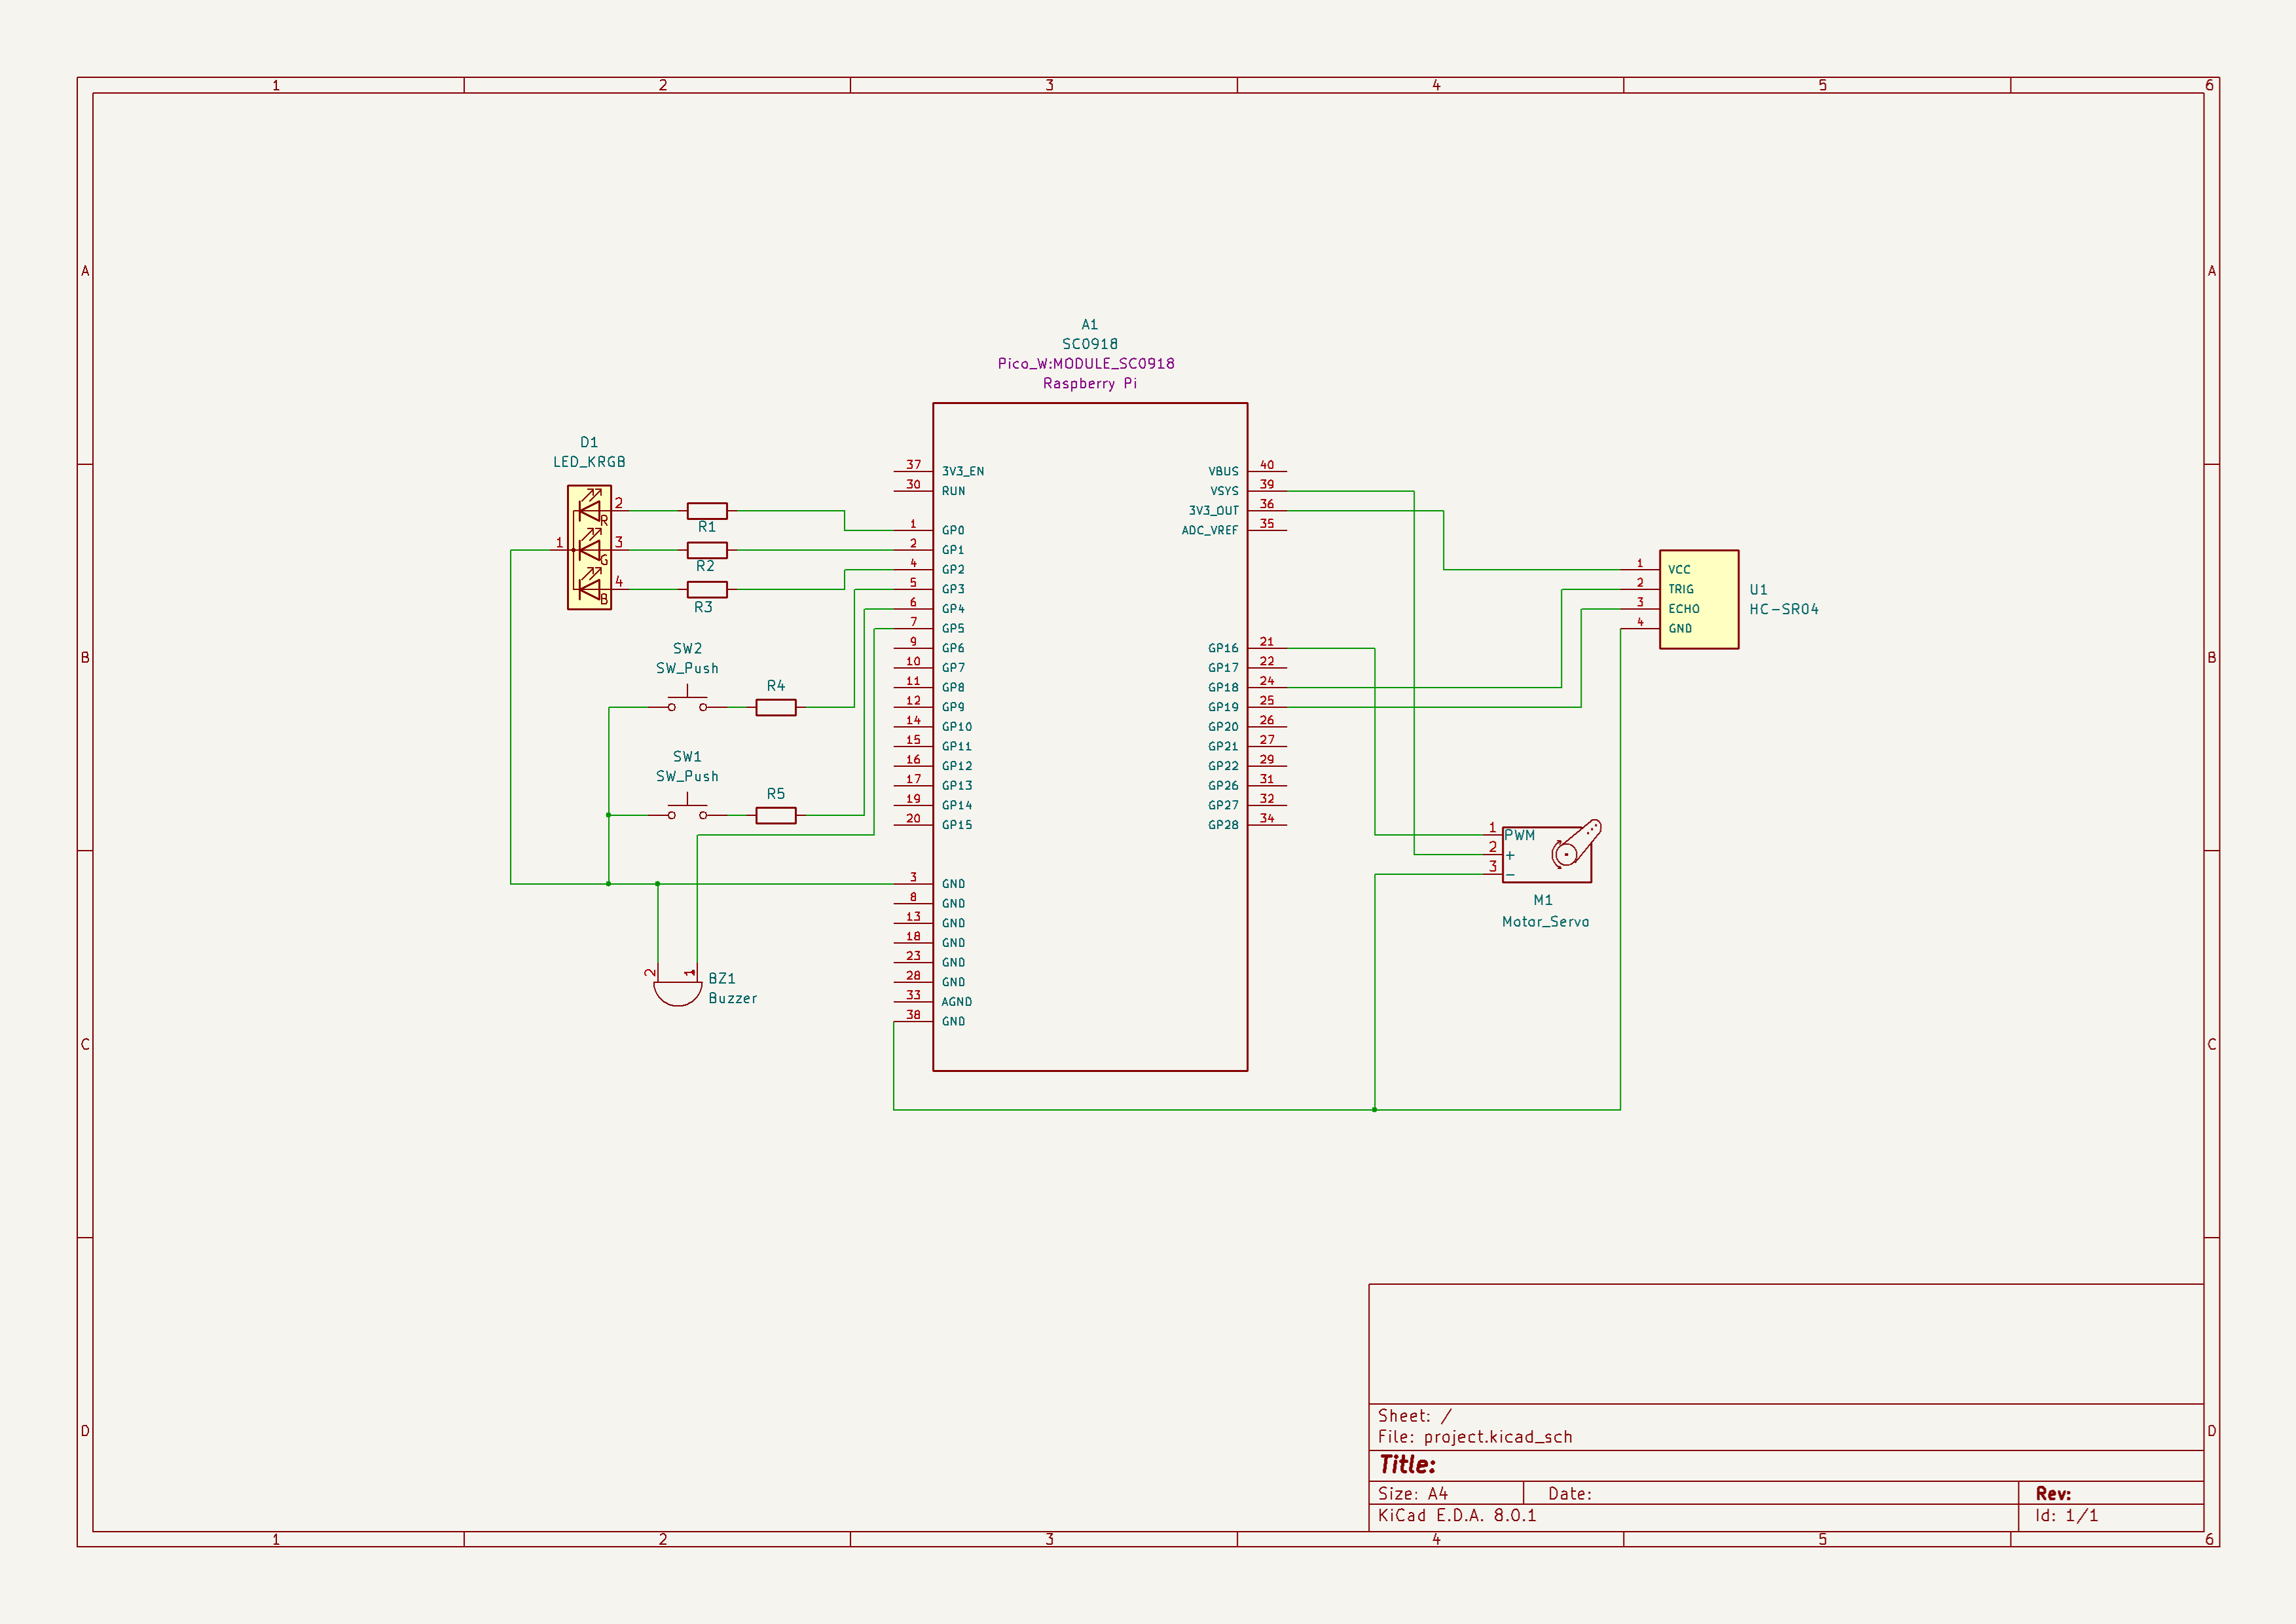 1 2 3 4 5 6
A
A
B
B
C
C
D
D
A1
SC0918
Pico_W:MODULE_SC0918
Raspberry Pi
37 3V3_EN
30 RUN
1 GP0
2 GP1
4 GP2
5 GP3
6 GP4
7 GP5
9 GP6
10 GP7
11 GP8
12 GP9
14 GP10
15 GP11
16 GP12
17 GP13
19 GP14
20 GP15
3 GND
8 GND
13 GND
18 GND
23 GND
28 GND
33 AGND
38 GND
VBUS 40
VSYS 39
3V3_OUT 36
ADC_VREF 35
GP16 21
GP17 22
GP18 24
GP19 25
GP20 26
GP21 27
GP22 29
GP26 31
GP27 32
GP28 34
D1
LED_KRGB
1
2
R
3
G
4
B
R1
R2
R3
SW2
SW_Push
R4
SW1
SW_Push
R5
2 1
BZ1
Buzzer
1 VCC
2 TRIG
3 ECHO
4 GND
U1
HC-SR04
1 PWM
2 +
3 -
M1
Motor_Servo
Sheet: /
File: project.kicad_sch
Title:
Size: A4 Date: Rev:
KiCad E.D.A. 8.0.1 Id: 1/1
1 2 3 4 5 6